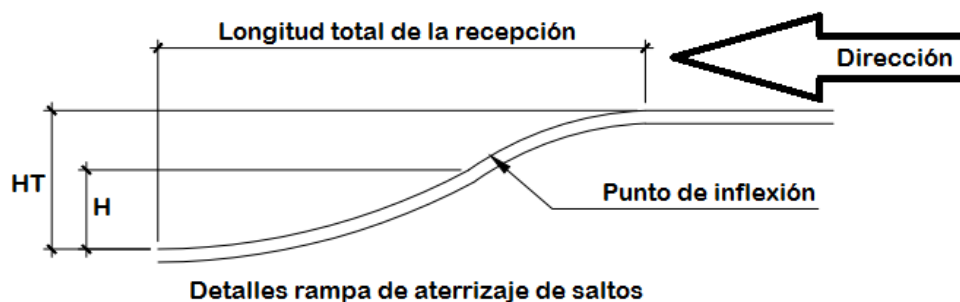 Longitud total de la recepción
Dirección
HT
H
Punto de inflexión
Detalles rampa de aterrizaje de saltos